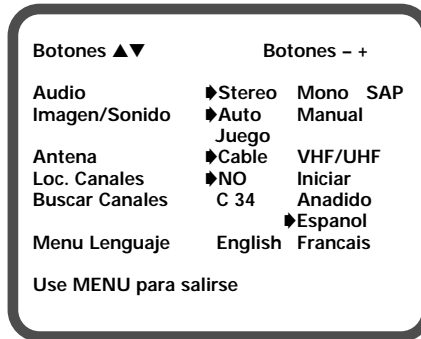 Botones ▲▼ Botones – +
Audio ➧Stereo Mono SAP
Imagen/Sonido ➧Auto Manual
Juego
Antena ➧Cable VHF/UHF
Loc. Canales ➧NO Iniciar
Buscar Canales C 34 Anadido
➧Espanol
Menu Lenguaje English Francais
Use MENU para salirse